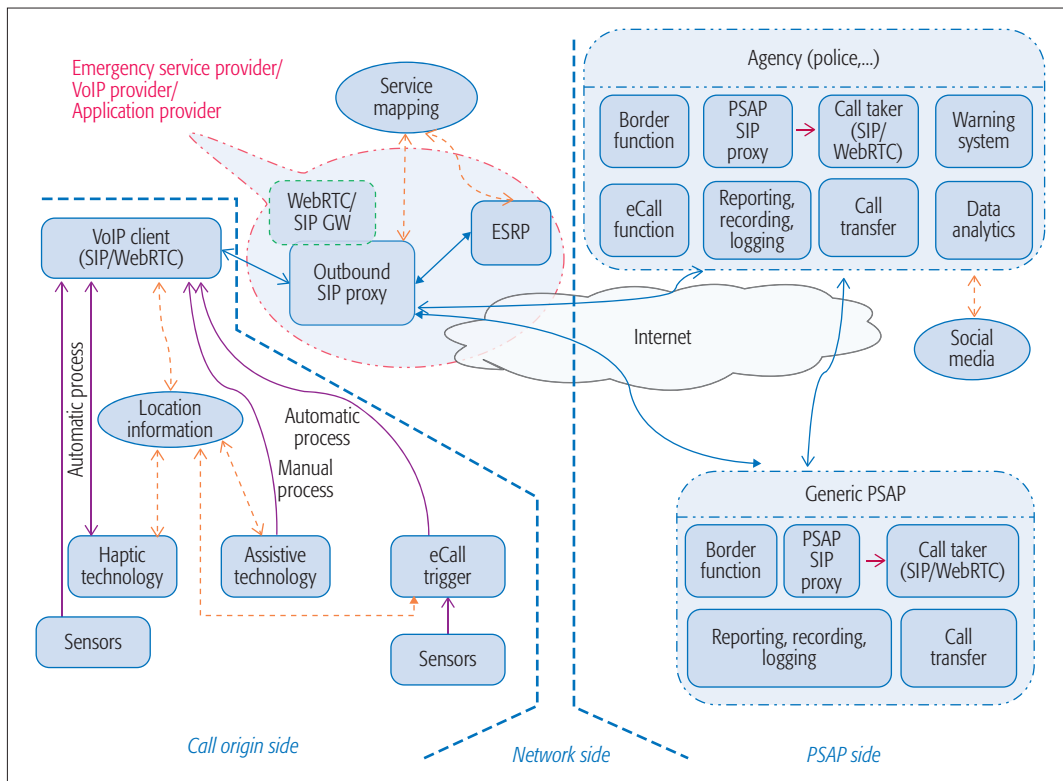 Emergency service provider/
VoIP provider/
Application provider
Service
mapping
WebRTC/
SIP GW
ESRP
Outbound
SIP proxy
VoIP client
(SIP/WebRTC)
Automatic process
Location
information
Automatic
process
Manual
process
Haptic
technology
Assistive
technology
eCall
trigger
Sensors
Sensors
Call origin side
Network side
PSAP side
Internet
Agency (police,...)
Border
function
PSAP
SIP
proxy
Call taker
(SIP/
WebRTC)
Warning
system
eCall
function
Reporting,
recording,
logging
Call
transfer
Data
analytics
Social
media
Generic PSAP
Border
function
PSAP
SIP
proxy
Call taker
(SIP/WebRTC)
Reporting, recording,
logging
Call
transfer